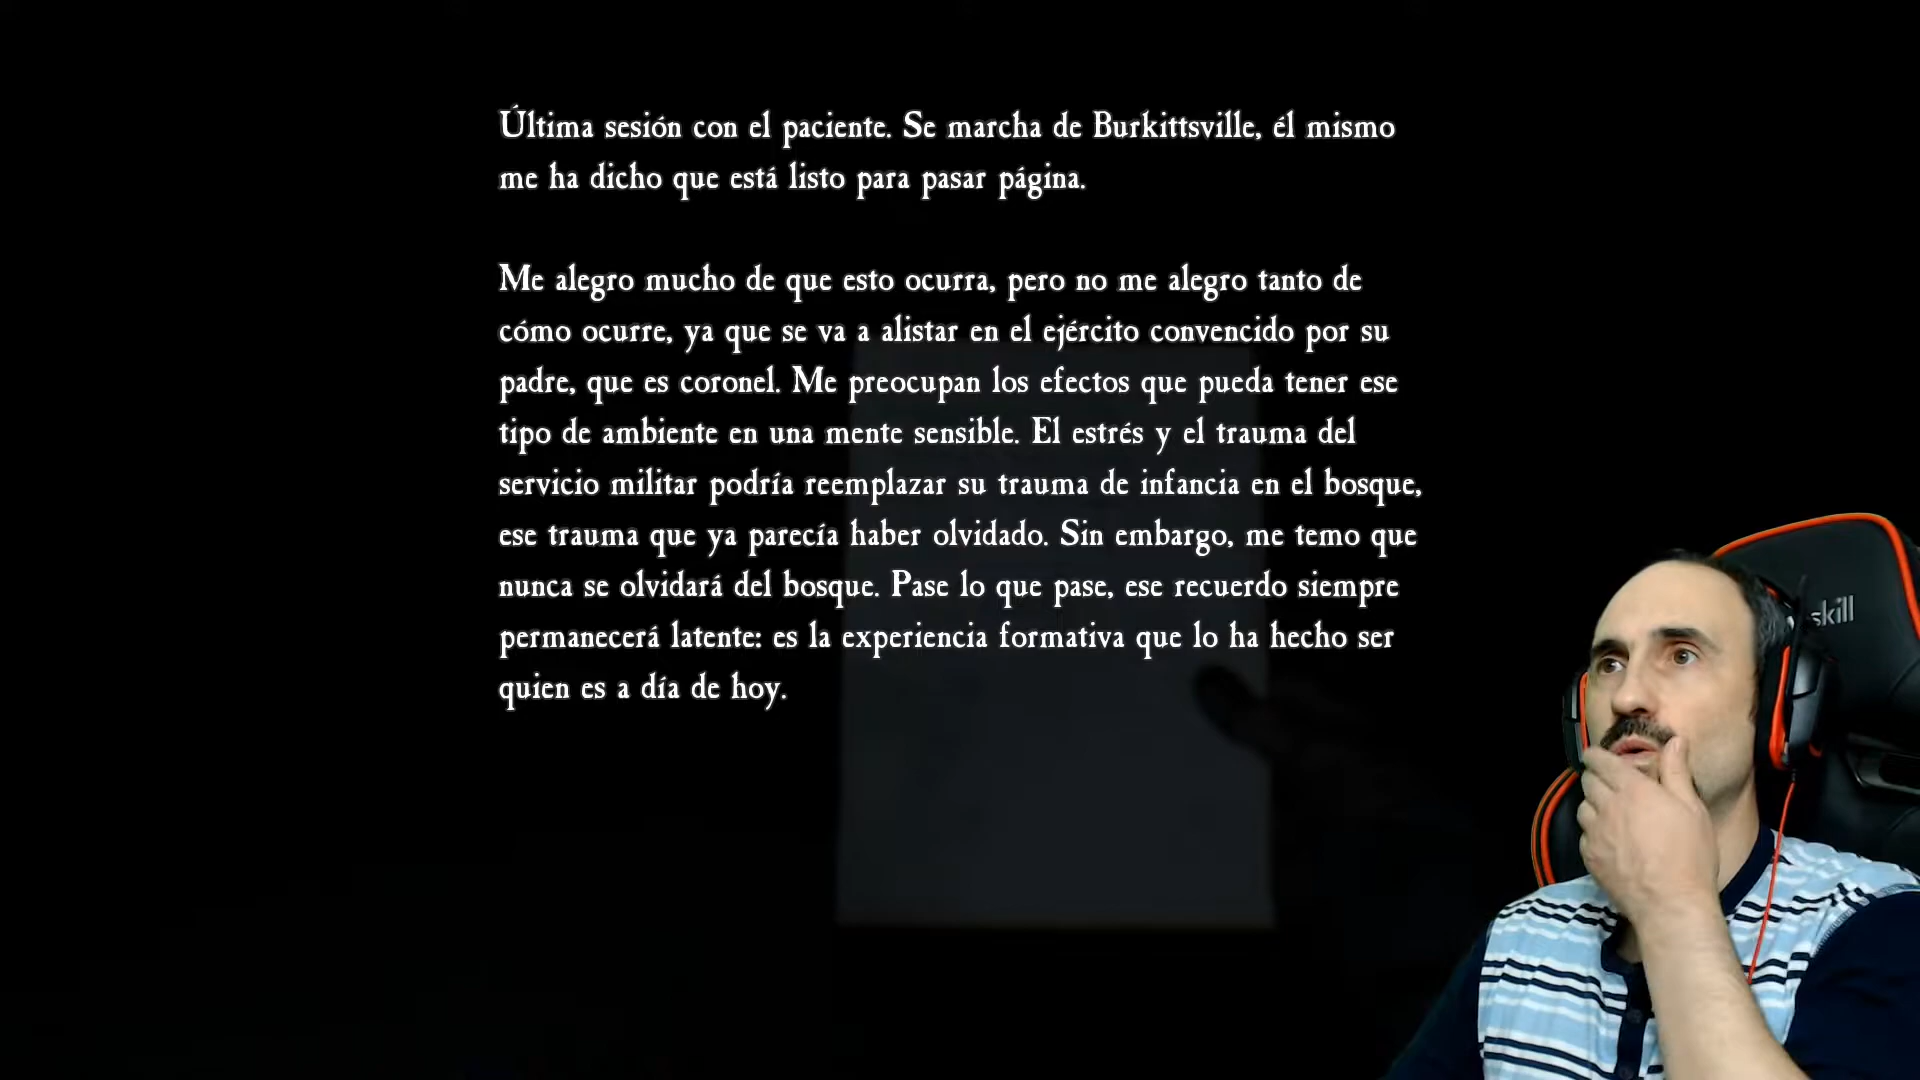 Última sesión con el paciente. Se marcha de Burkittsville, él mismo
me ha dicho que está listo para pasar página.
Me alegro mucho de que esto ocurra, pero no me alegro tanto de
cómo ocurre, ya que se va a alistar en el ejército convencido por su
padre, que es coronel. Me preocupan los efectos que pueda tener ese
tipo de ambiente en una mente sensible. El estrés y el trauma del
servicio militar podría reemplazar su trauma de infancia en el bosque,
ese trauma que ya parecía haber olvidado. Sin embargo, me temo que
nunca se olvidará del bosque. Pase lo que pase, ese recuerdo siempre
permanecerá latente: es la experiencia formativa que lo ha hecho ser
quien es a día de hoy.
skill